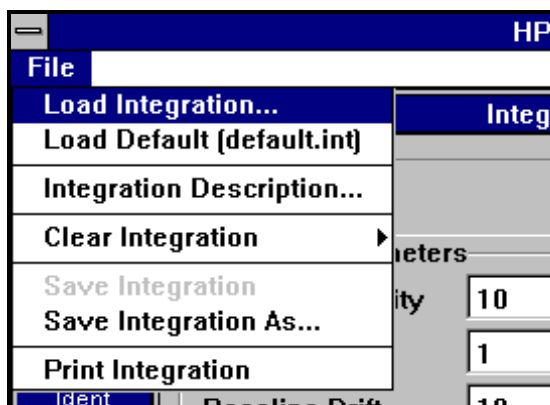 HP
File
Load Integration...
Integ
Load Default (default.int)
Integration Description...
Clear Integration
eters
Save Integration
ity 10
Save Integration As...
1
Print Integration
Ident
Baseline Drift 10